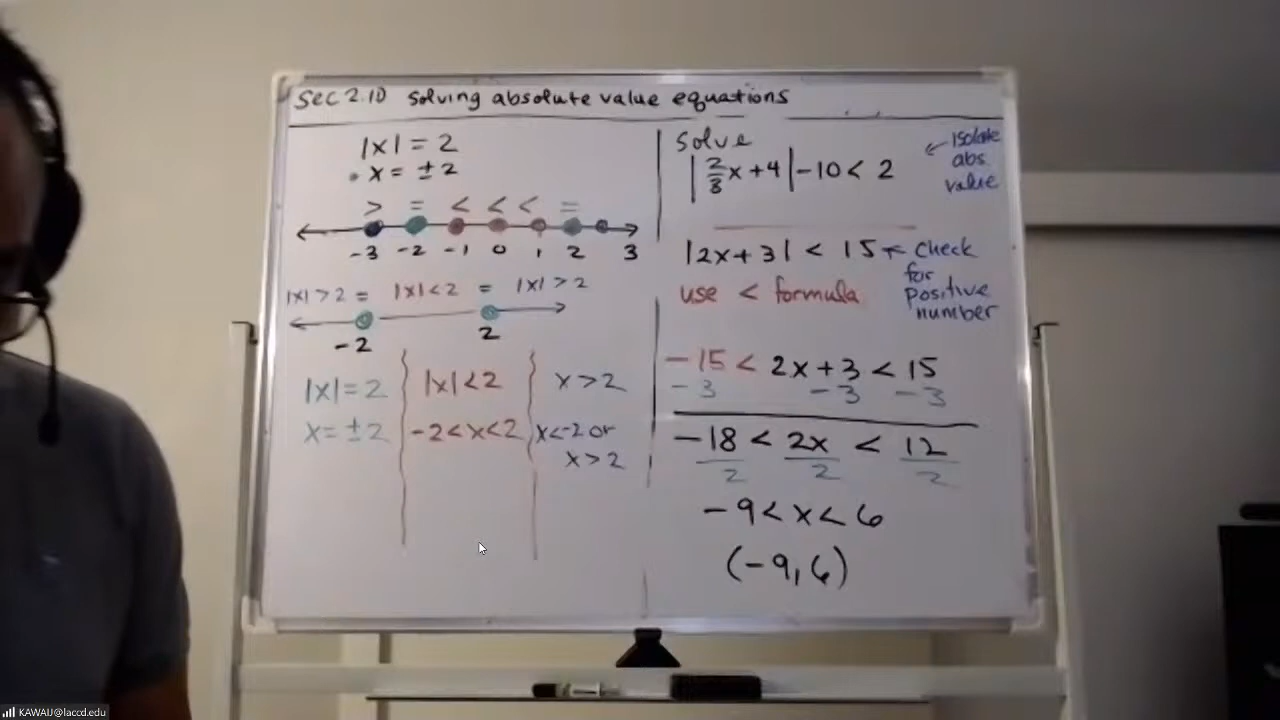 Sec 2.10 solving absolute value equations
|x| = 2
• x = ± 2
> = < < < =
-3 -2 -1 0 1 2 3
|x| > 2 = |x| < 2 = |x| > 2
-2 2
|x| = 2 |x| < 2 x > 2
x = ± 2 -2 < x < 2 x < -2 or
x > 2
Solve
|2/3 x + 4| - 10 < 2
← isolate
abs.
value
|2x + 3| < 15 ← check
for
positive
number
use < formula
-15 < 2x + 3 < 15
-3 -3 -3
-18 < 2x < 12
2 2 2
-9 < x < 6
(-9, 6)
KAWAIJ@laccd.edu